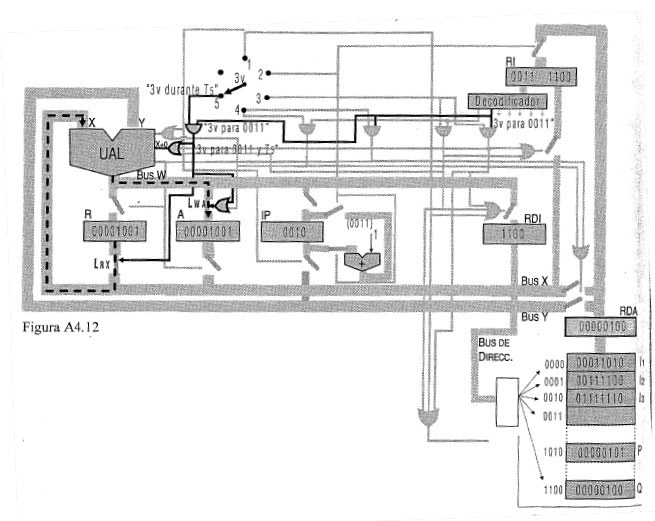 1
2
3v
"3v durante T5"
5
3
4
RI
0011 1100
Decodificador
"3v para 0011"
3v para 0011"
X Y
X+0
"3v para 0011 y T5"
UAL
BUS W
LWA
R
00001001
A
00001001
IP
0010
(0011)
1
+
RDI
1100
LRX
BUS X
BUS Y
RDA
00000100
Figura A4.12
BUS DE
DIRECC.
0000 00011010 I1
0001 00111100 I2
0010 01111110 I3
0011
1010 00000101 P
1100 00000100 Q